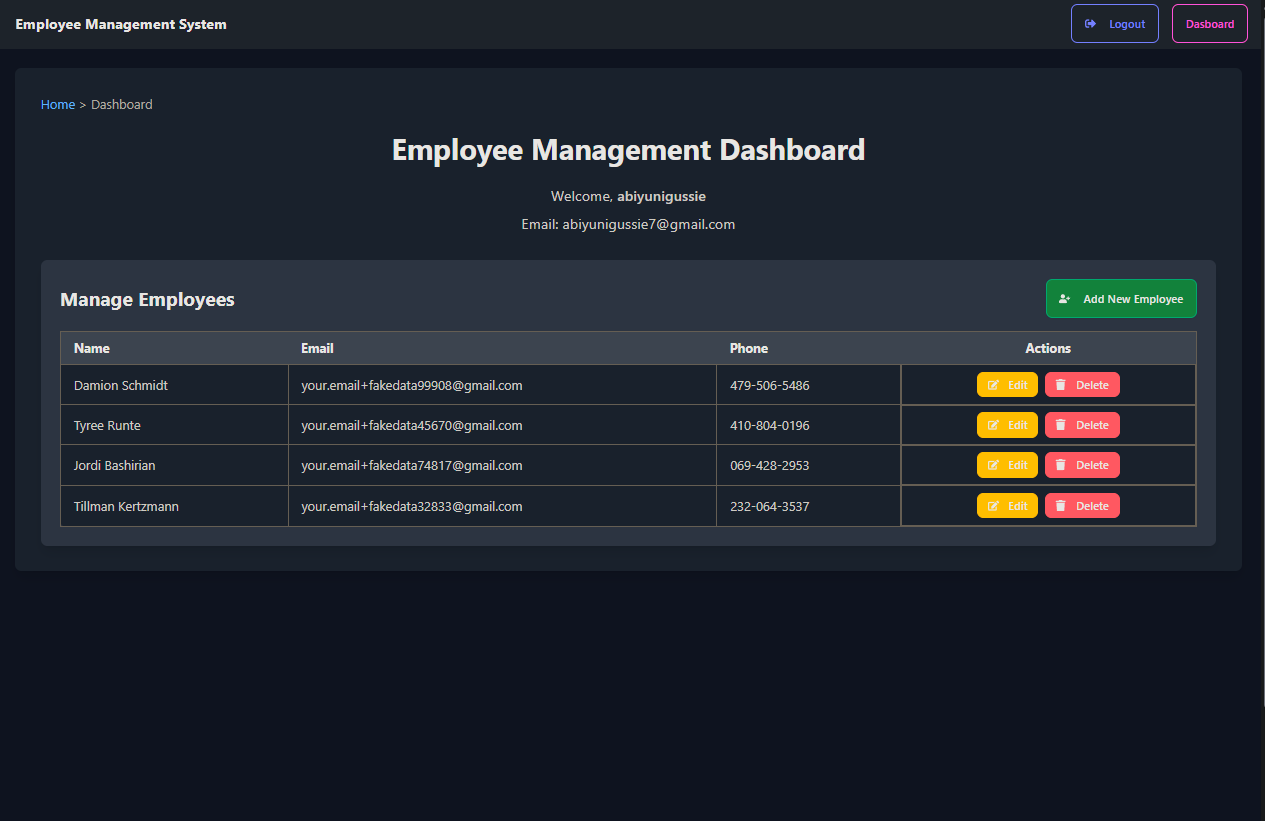 Employee Management System
Logout
Dasboard
Home > Dashboard
Employee Management Dashboard
Welcome, abiyunigussie
Email: abiyunigussie7@gmail.com
Manage Employees
Add New Employee
Name Email Phone Actions
Damion Schmidt your.email+fakedata99908@gmail.com 479-506-5486 Edit Delete
Tyree Runte your.email+fakedata45670@gmail.com 410-804-0196 Edit Delete
Jordi Bashirian your.email+fakedata74817@gmail.com 069-428-2953 Edit Delete
Tillman Kertzmann your.email+fakedata32833@gmail.com 232-064-3537 Edit Delete